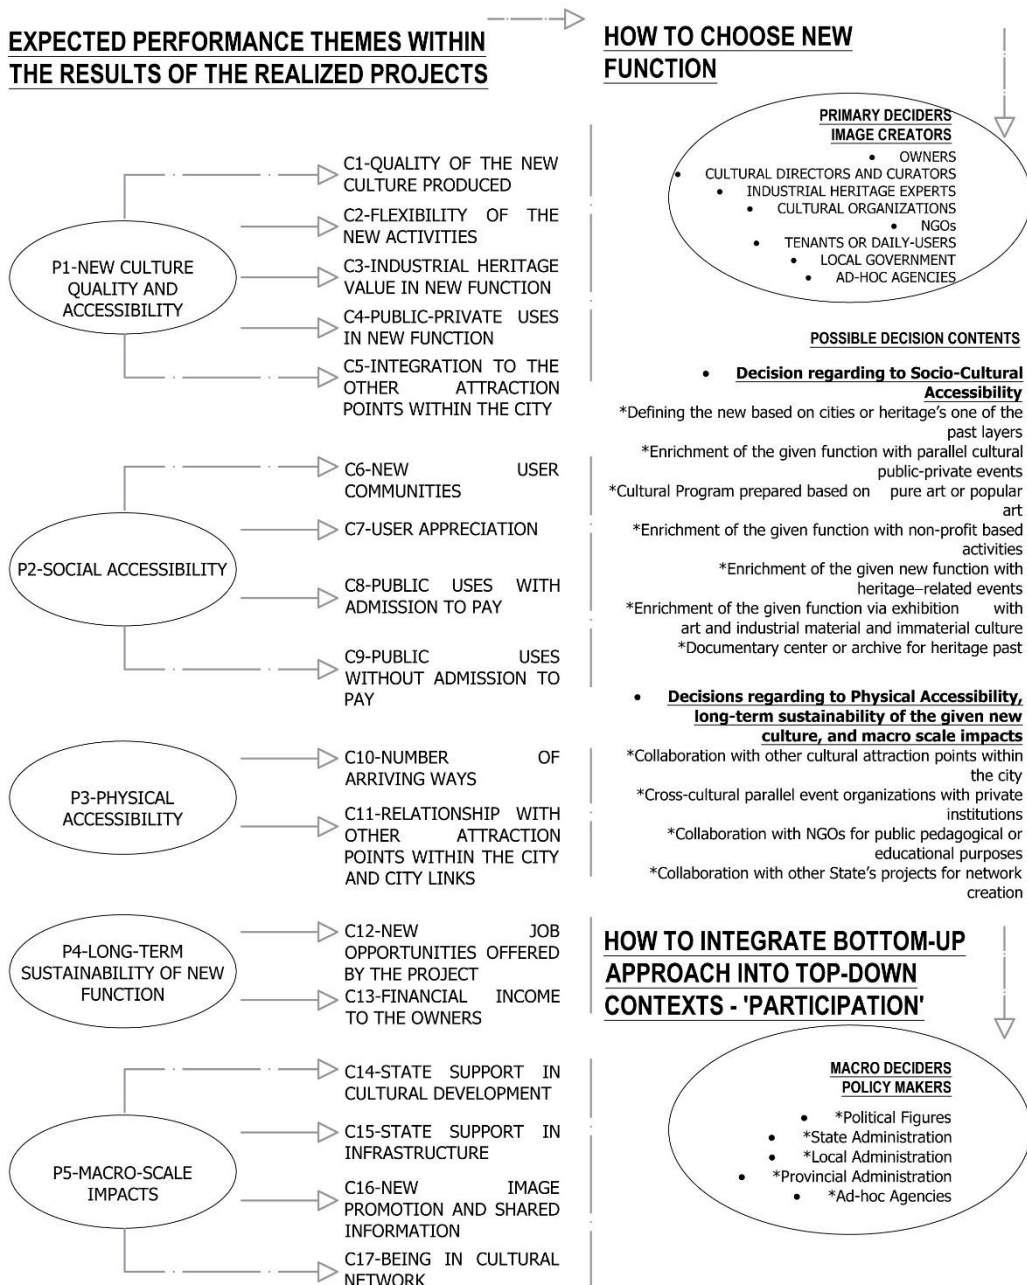 EXPECTED PERFORMANCE THEMES WITHIN
THE RESULTS OF THE REALIZED PROJECTS
P1-NEW CULTURE
QUALITY AND
ACCESSIBILITY
C1-QUALITY OF THE NEW
CULTURE PRODUCED
C2-FLEXIBILITY OF THE
NEW ACTIVITIES
C3-INDUSTRIAL HERITAGE
VALUE IN NEW FUNCTION
C4-PUBLIC-PRIVATE USES
IN NEW FUNCTION
C5-INTEGRATION TO THE
OTHER ATTRACTION
POINTS WITHIN THE CITY
P2-SOCIAL ACCESSIBILITY
C6-NEW USER
COMMUNITIES
C7-USER APPRECIATION
C8-PUBLIC USES WITH
ADMISSION TO PAY
C9-PUBLIC USES
WITHOUT ADMISSION TO
PAY
P3-PHYSICAL
ACCESSIBILITY
C10-NUMBER OF
ARRIVING WAYS
C11-RELATIONSHIP WITH
OTHER ATTRACTION
POINTS WITHIN THE CITY
AND CITY LINKS
P4-LONG-TERM
SUSTAINABILITY OF NEW
FUNCTION
C12-NEW JOB
OPPORTUNITIES OFFERED
BY THE PROJECT
C13-FINANCIAL INCOME
TO THE OWNERS
P5-MACRO-SCALE
IMPACTS
C14-STATE SUPPORT IN
CULTURAL DEVELOPMENT
C15-STATE SUPPORT IN
INFRASTRUCTURE
C16-NEW IMAGE
PROMOTION AND SHARED
INFORMATION
C17-BEING IN CULTURAL
NETWORK
HOW TO CHOOSE NEW
FUNCTION
PRIMARY DECIDERS
IMAGE CREATORS
• OWNERS
• CULTURAL DIRECTORS AND CURATORS
• INDUSTRIAL HERITAGE EXPERTS
• CULTURAL ORGANIZATIONS
• NGOs
• TENANTS OR DAILY-USERS
• LOCAL GOVERNMENT
• AD-HOC AGENCIES
POSSIBLE DECISION CONTENTS
• Decision regarding to Socio-Cultural
Accessibility
*Defining the new based on cities or heritage's one of the
past layers
*Enrichment of the given function with parallel cultural
public-private events
*Cultural Program prepared based on pure art or popular
art
*Enrichment of the given function with non-profit based
activities
*Enrichment of the given new function with
heritage–related events
*Enrichment of the given function via exhibition with
art and industrial material and immaterial culture
*Documentary center or archive for heritage past
• Decisions regarding to Physical Accessibility,
long-term sustainability of the given new
culture, and macro scale impacts
*Collaboration with other cultural attraction points within
the city
*Cross-cultural parallel event organizations with private
institutions
*Collaboration with NGOs for public pedagogical or
educational purposes
*Collaboration with other State's projects for network
creation
HOW TO INTEGRATE BOTTOM-UP
APPROACH INTO TOP-DOWN
CONTEXTS - 'PARTICIPATION'
MACRO DECIDERS
POLICY MAKERS
• *Political Figures
• *State Administration
• *Local Administration
• *Provincial Administration
• *Ad-hoc Agencies